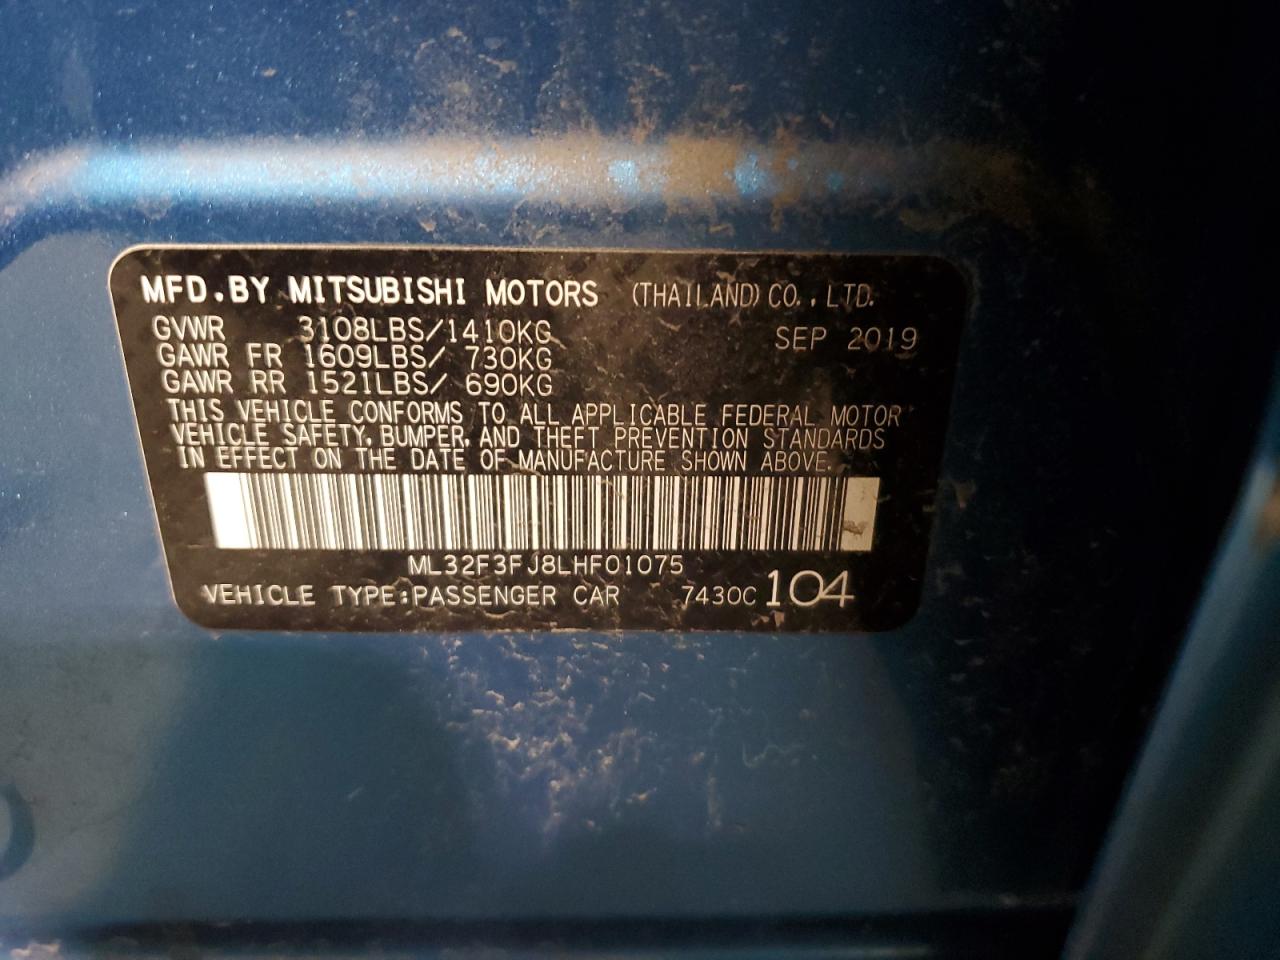 MFD.BY MITSUBISHI MOTORS (THAILAND) CO.,LTD.
GVWR 3108LBS/1410KG SEP 2019
GAWR FR 1609LBS/ 730KG
GAWR RR 1521LBS/ 690KG
THIS VEHICLE CONFORMS TO ALL APPLICABLE FEDERAL MOTOR
VEHICLE SAFETY, BUMPER, AND THEFT PREVENTION STANDARDS
IN EFFECT ON THE DATE OF MANUFACTURE SHOWN ABOVE.
ML32F3FJ8LHF01075
VEHICLE TYPE:PASSENGER CAR 7430C 104